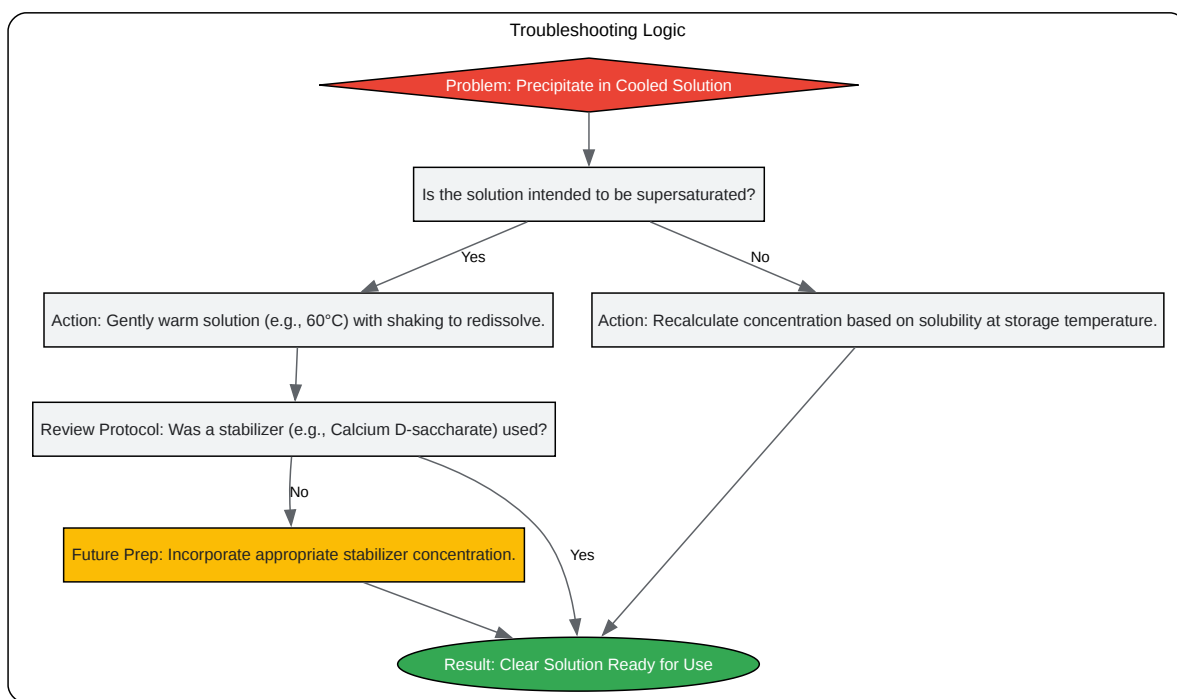 Troubleshooting Logic
Problem: Precipitate in Cooled Solution
Is the solution intended to be supersaturated?
Yes
No
Action: Gently warm solution (e.g., 60°C) with shaking to redissolve.
Action: Recalculate concentration based on solubility at storage temperature.
Review Protocol: Was a stabilizer (e.g., Calcium D-saccharate) used?
No
Future Prep: Incorporate appropriate stabilizer concentration.
Yes
Result: Clear Solution Ready for Use